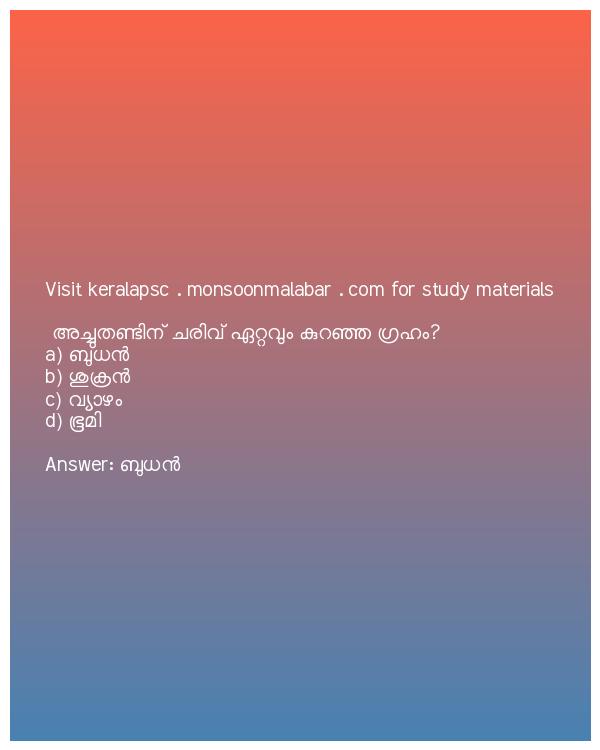 Visit keralapsc . monsoonmalabar . com for study materials
അച്ചുതണ്ടിന് ചരിവ് ഏറ്റവും കുറഞ്ഞ ഗ്രഹം?
a) ബുധൻ
b) ശുക്രൻ
c) വ്യാഴം
d) ഭൂമി
Answer: ബുധൻ